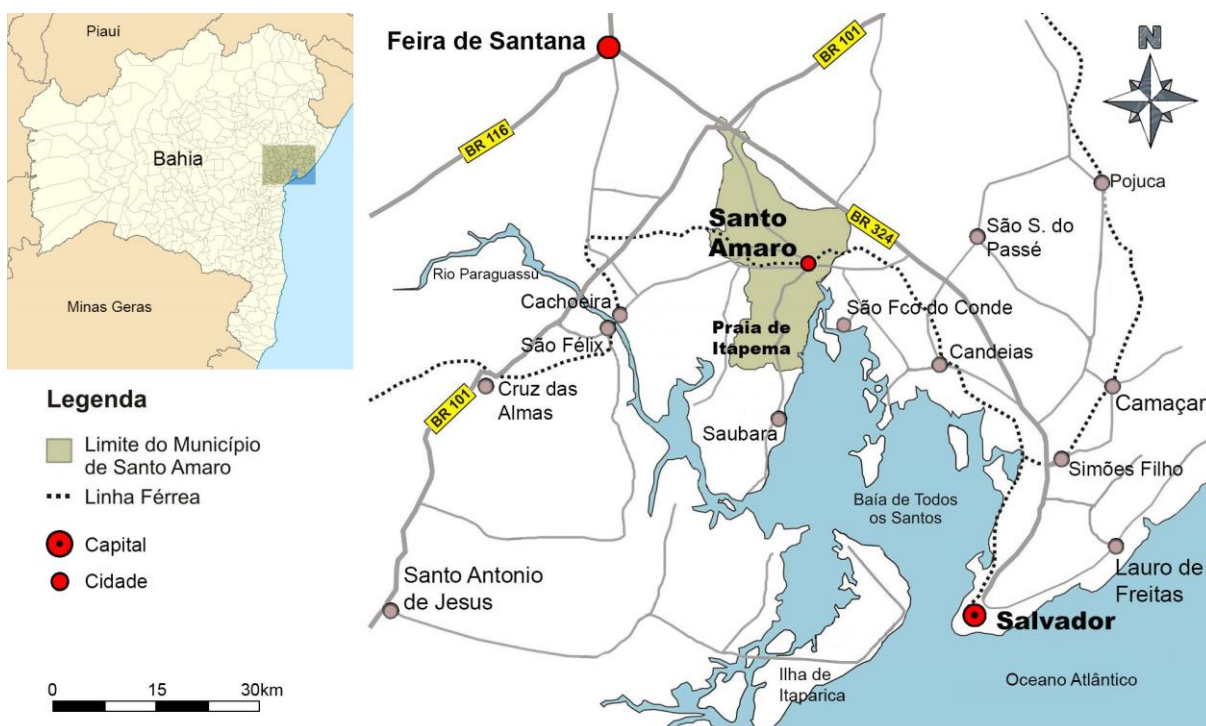 Piauí
Bahia
Minas Gerais
Legenda
Limite do Município
de Santo Amaro
Linha Férrea
Capital
Cidade
0 15 30km
Feira de Santana
BR 101
N
BR 116
Pojuca
Santo
Amaro
BR 324
São S. do
Passé
Rio Paraguassú
Cachoeira
São Félix
São Fco do Conde
Praia de
Itapema
Candeias
Cruz das
Almas
BR 101
Camaçar
Saubara
Simões Filho
Baía de Todos
os Santos
Santo Antonio
de Jesus
Lauro de
Freitas
Salvador
Ilha de
Itaparica
Oceano Atlântico